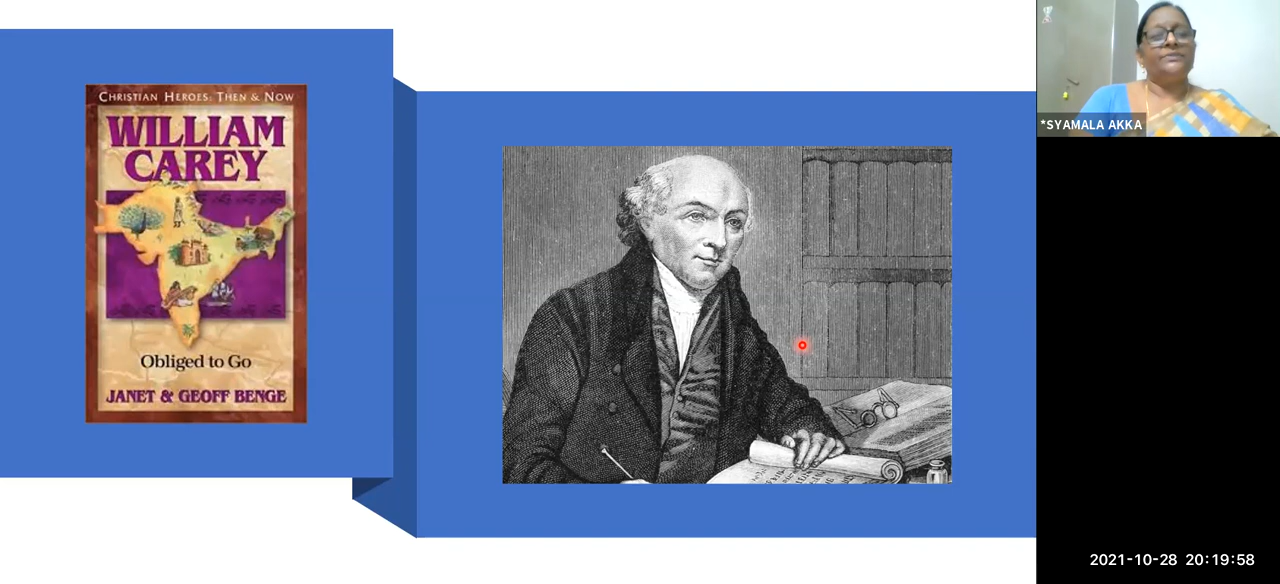 CHRISTIAN HEROES: THEN & NOW
WILLIAM
CAREY
Obliged to Go
JANET & GEOFF BENGE
*SYAMALA AKKA
2021-10-28 20:19:58